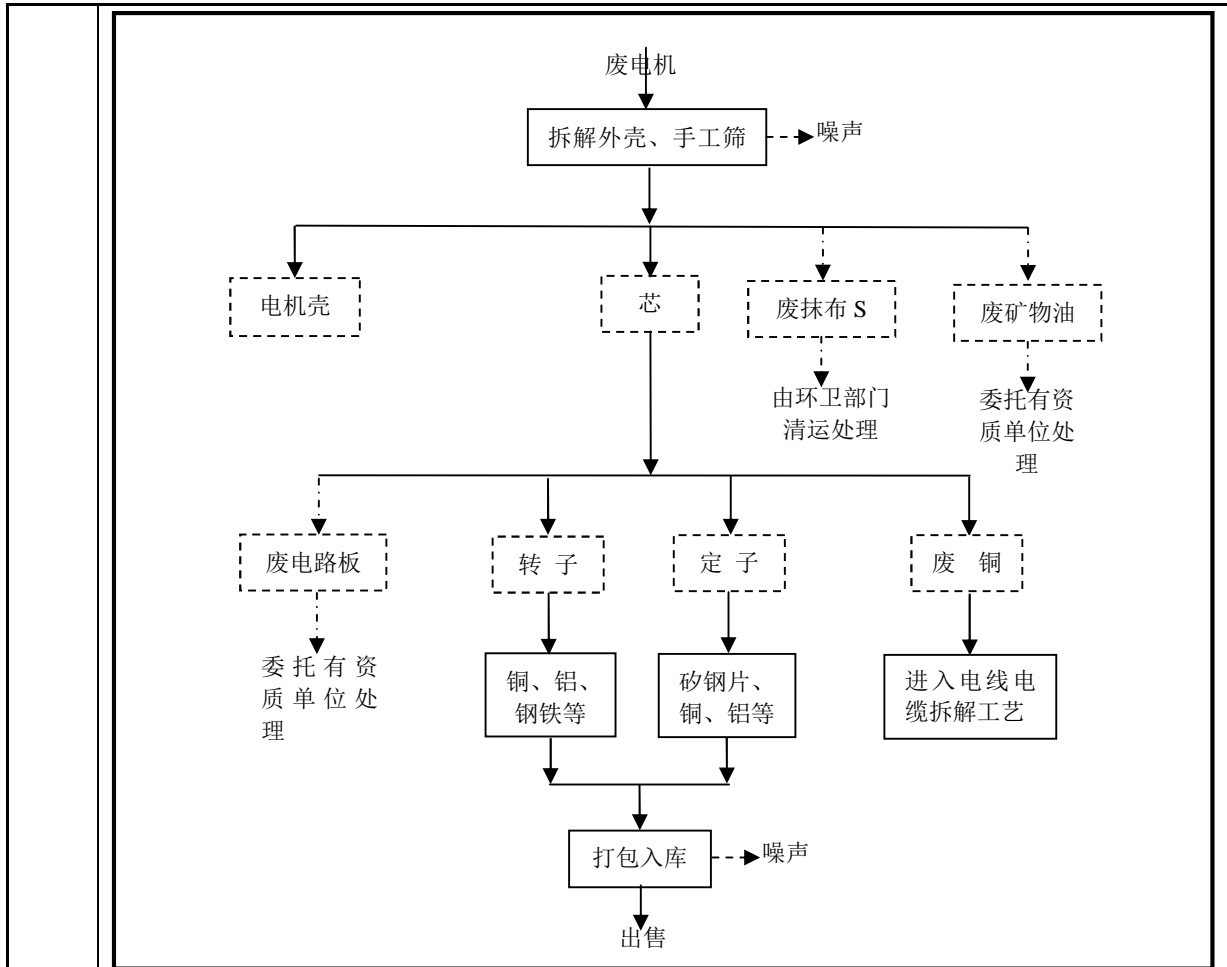 废电机
拆解外壳、手工筛
噪声
电机壳
芯
废抹布 S
废矿物油
由环卫部门
清运处理
委托有资
质单位处
理
废电路板
转 子
定 子
废 铜
委托有资
质单位处
理
铜、铝、
钢铁等
矽钢片、
铜、铝等
进入电线电
缆拆解工艺
打包入库
噪声
出售